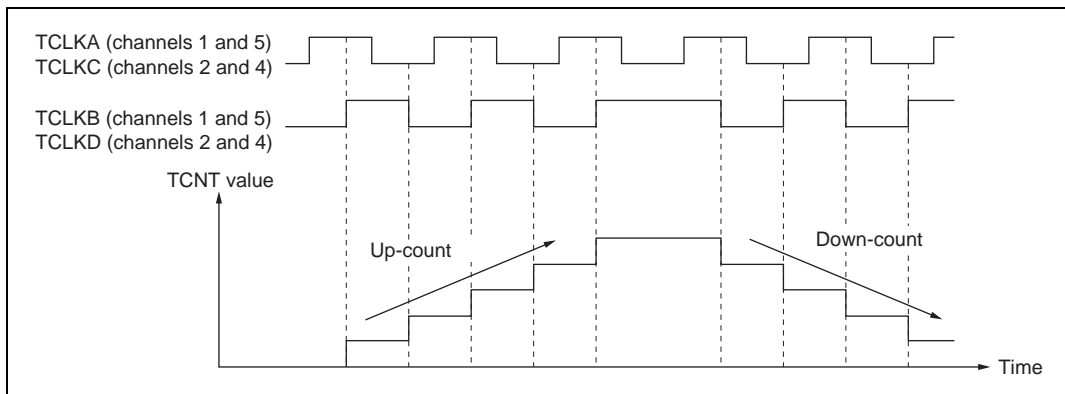 TCLKA (channels 1 and 5)
TCLKC (channels 2 and 4)
TCLKB (channels 1 and 5)
TCLKD (channels 2 and 4)
TCNT value
Up-count
Down-count
Time